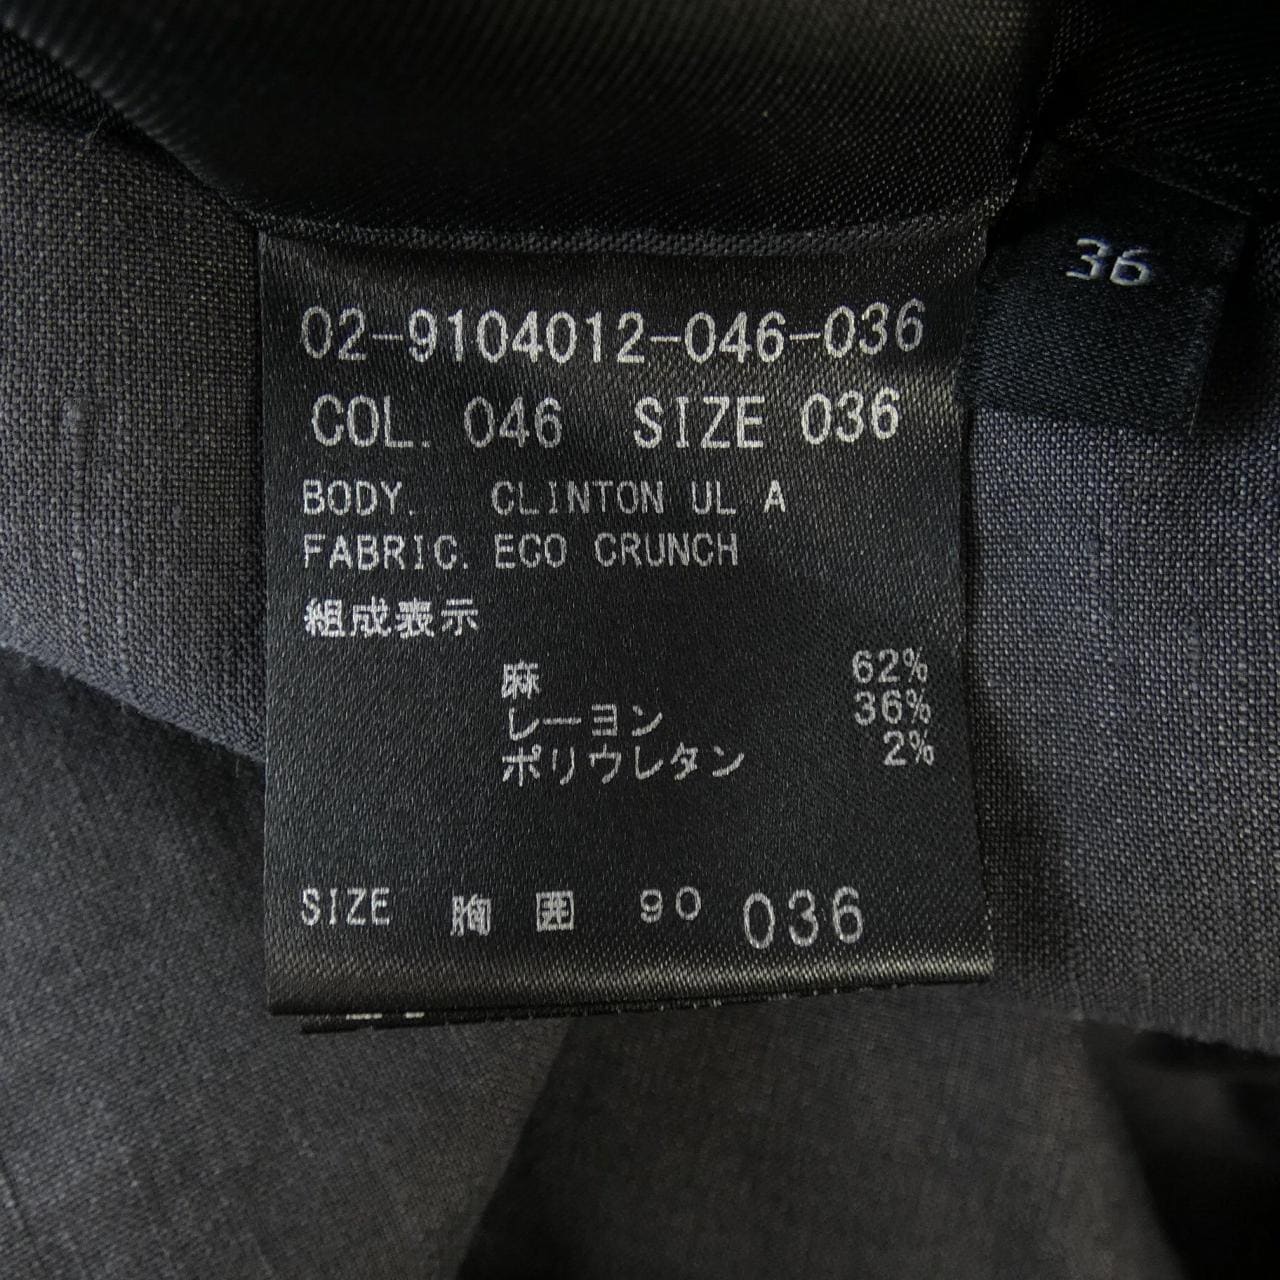 36
02-9104012-046-036
COL. 046 SIZE 036
BODY. CLINTON UL A
FABRIC. ECO CRUNCH
組成表示
麻 62%
レーヨン 36%
ポリウレタン 2%
SIZE 胸囲 90 036